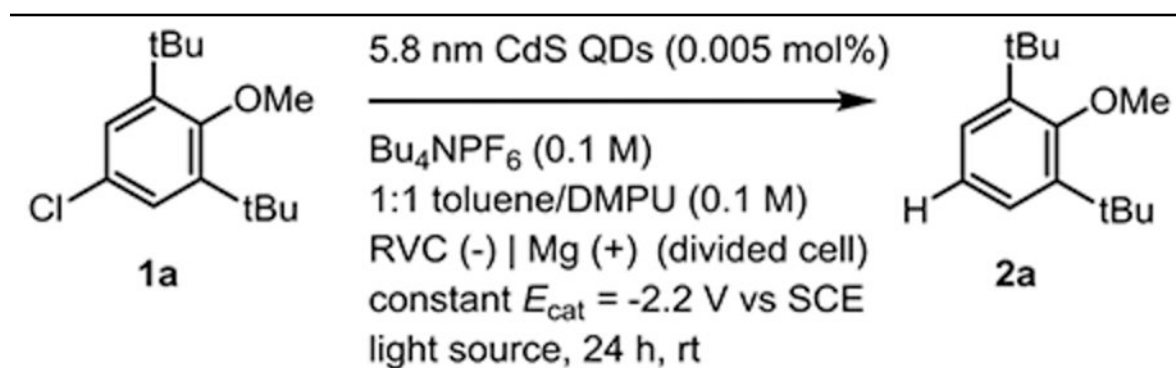 tBu
OMe
Cl
tBu
1a
5.8 nm CdS QDs (0.005 mol%)
Bu₄NPF₆ (0.1 M)
1:1 toluene/DMPU (0.1 M)
RVC (-) | Mg (+) (divided cell)
constant E_cat = -2.2 V vs SCE
light source, 24 h, rt
tBu
OMe
H
tBu
2a